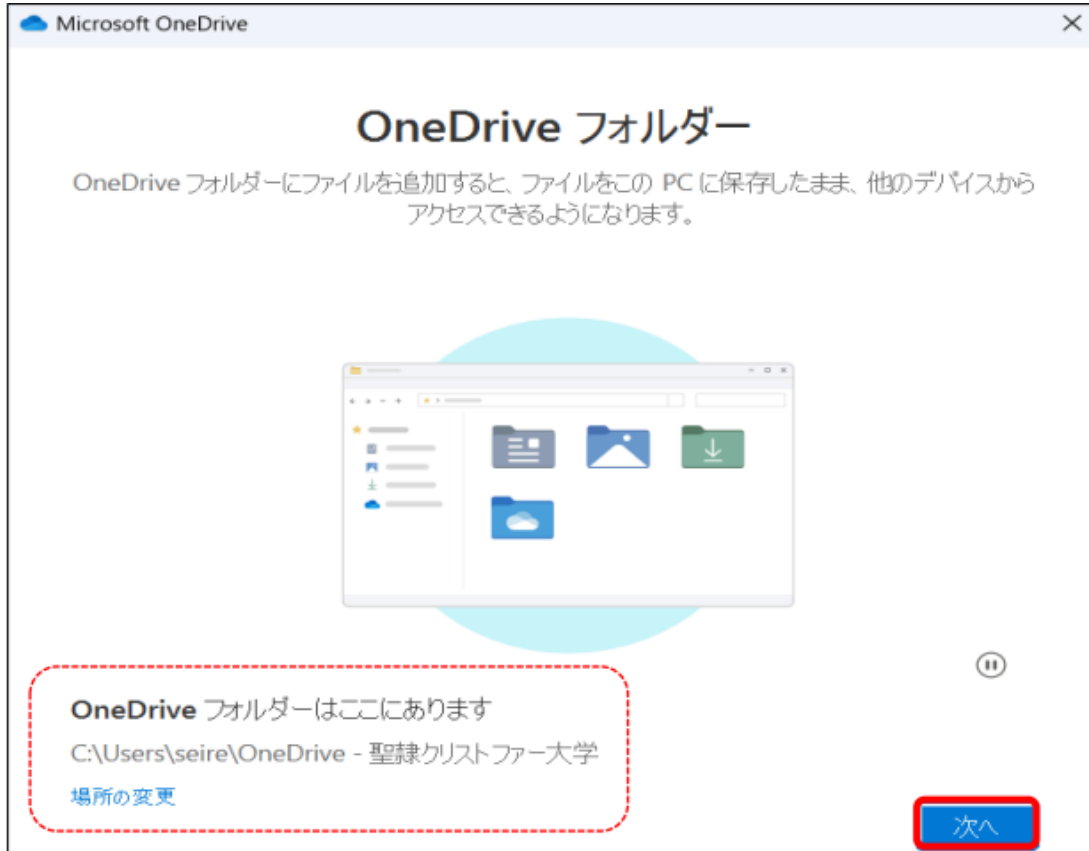 Microsoft OneDrive
OneDrive フォルダー
OneDrive フォルダーにファイルを追加すると、ファイルをこの PC に保存したまま、他のデバイスから
アクセスできるようになります。
OneDrive フォルダーはここにあります
C:\Users\seire\OneDrive - 聖隷クリストファー大学
場所の変更
次へ